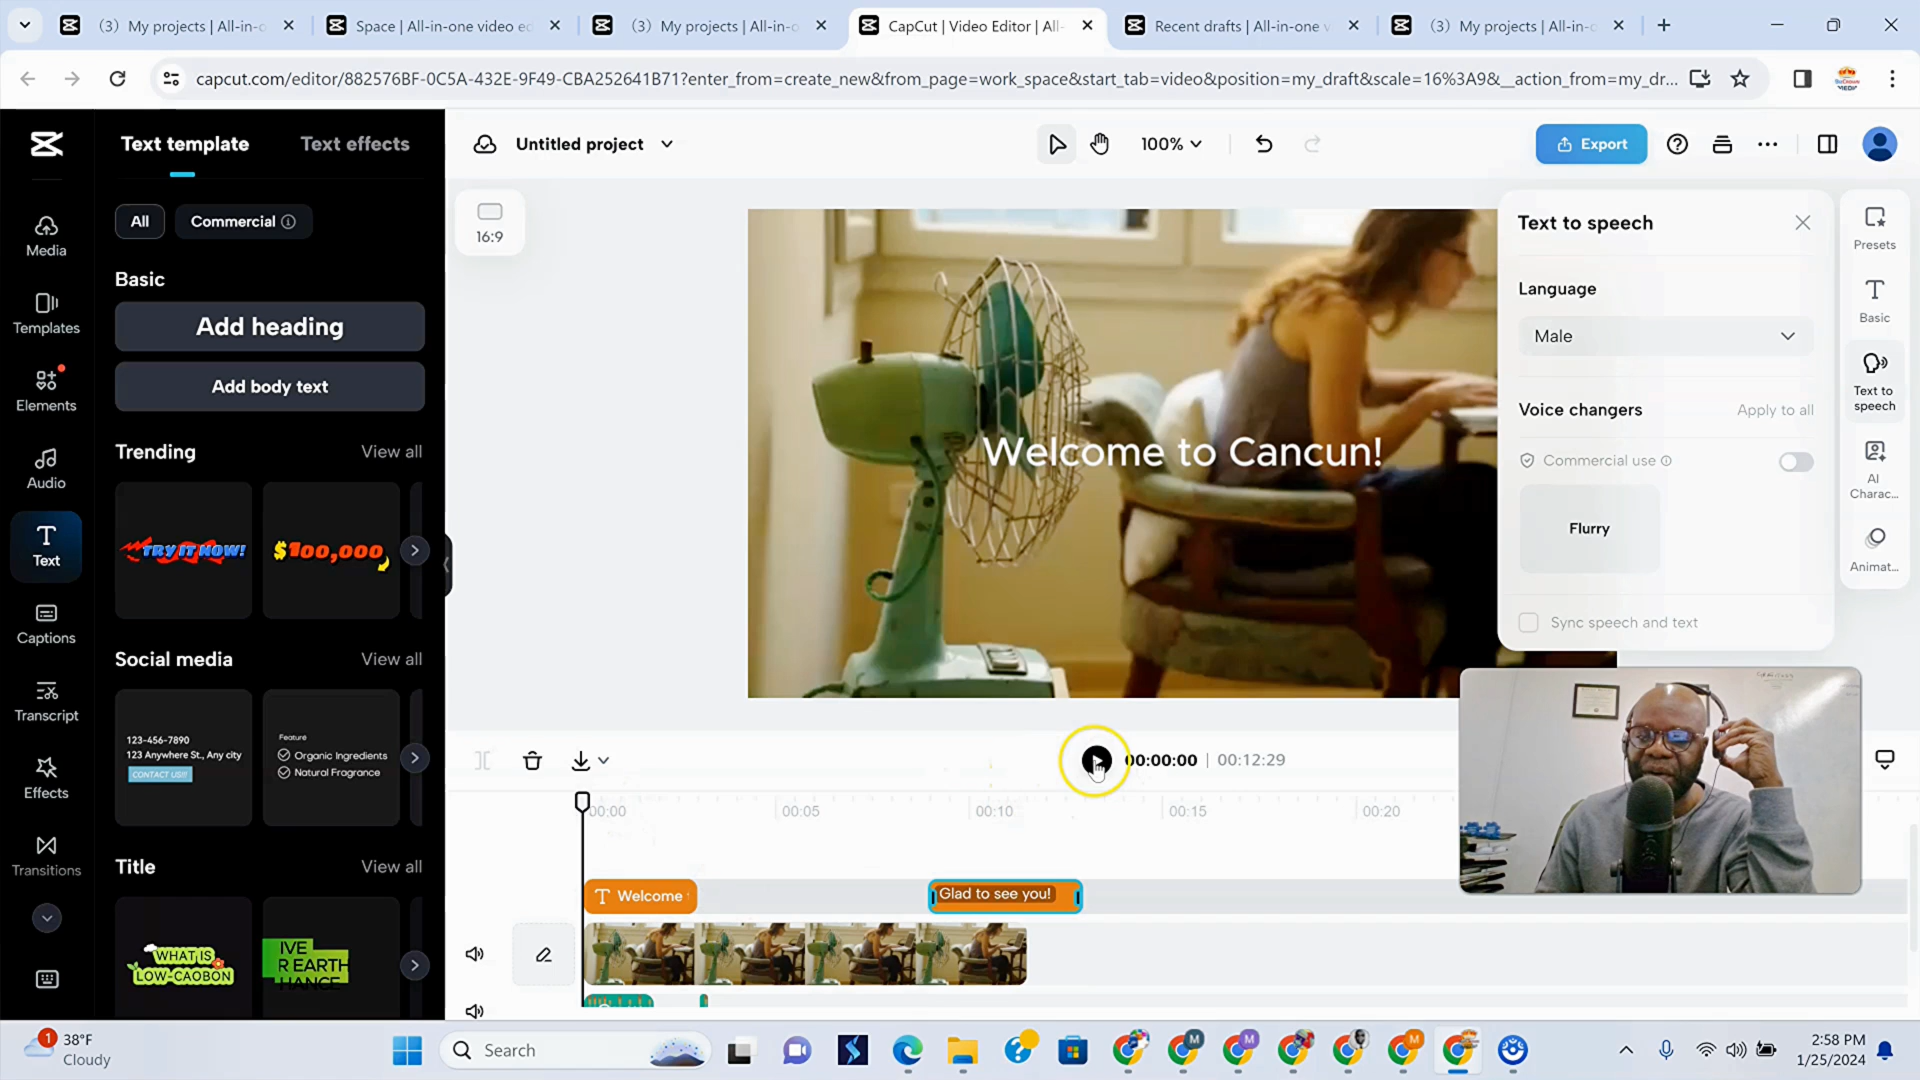 (3) My projects | All-in-o
Space | All-in-one video ed
(3) My projects | All-in-o
CapCut | Video Editor | All-
Recent drafts | All-in-one v
(3) My projects | All-in-o
capcut.com/editor/882576BF-0C5A-432E-9F49-CBA252641B71?enter_from=create_new&from_page=work_space&start_tab=video&position=my_draft&scale=16%3A9&__action_from=my_dr...
Text template
Text effects
Untitled project
100%
Export
Media
Templates
Elements
Audio
Text
Captions
Transcript
Effects
Transitions
All
Commercial
Basic
Add heading
Add body text
Trending
View all
TRY IT NOW!
$100,000
Social media
View all
123-456-7890
123 Anywhere St., Any city
CONTACT US!!
Feature
Organic Ingredients
Natural Fragrance
Title
View all
WHAT IS
LOW-CAOBON
IVE
R EARTH
HANCE
16:9
Welcome to Cancun!
Text to speech
Language
Male
Voice changers
Apply to all
Commercial use
Flurry
Sync speech and text
Presets
Basic
Text to
speech
AI
Charac...
Animat...
00:00:00 | 00:12:29
00:00
00:05
00:10
00:15
00:20
Welcome
Glad to see you!
1
38°F
Cloudy
Search
2:58 PM
1/25/2024